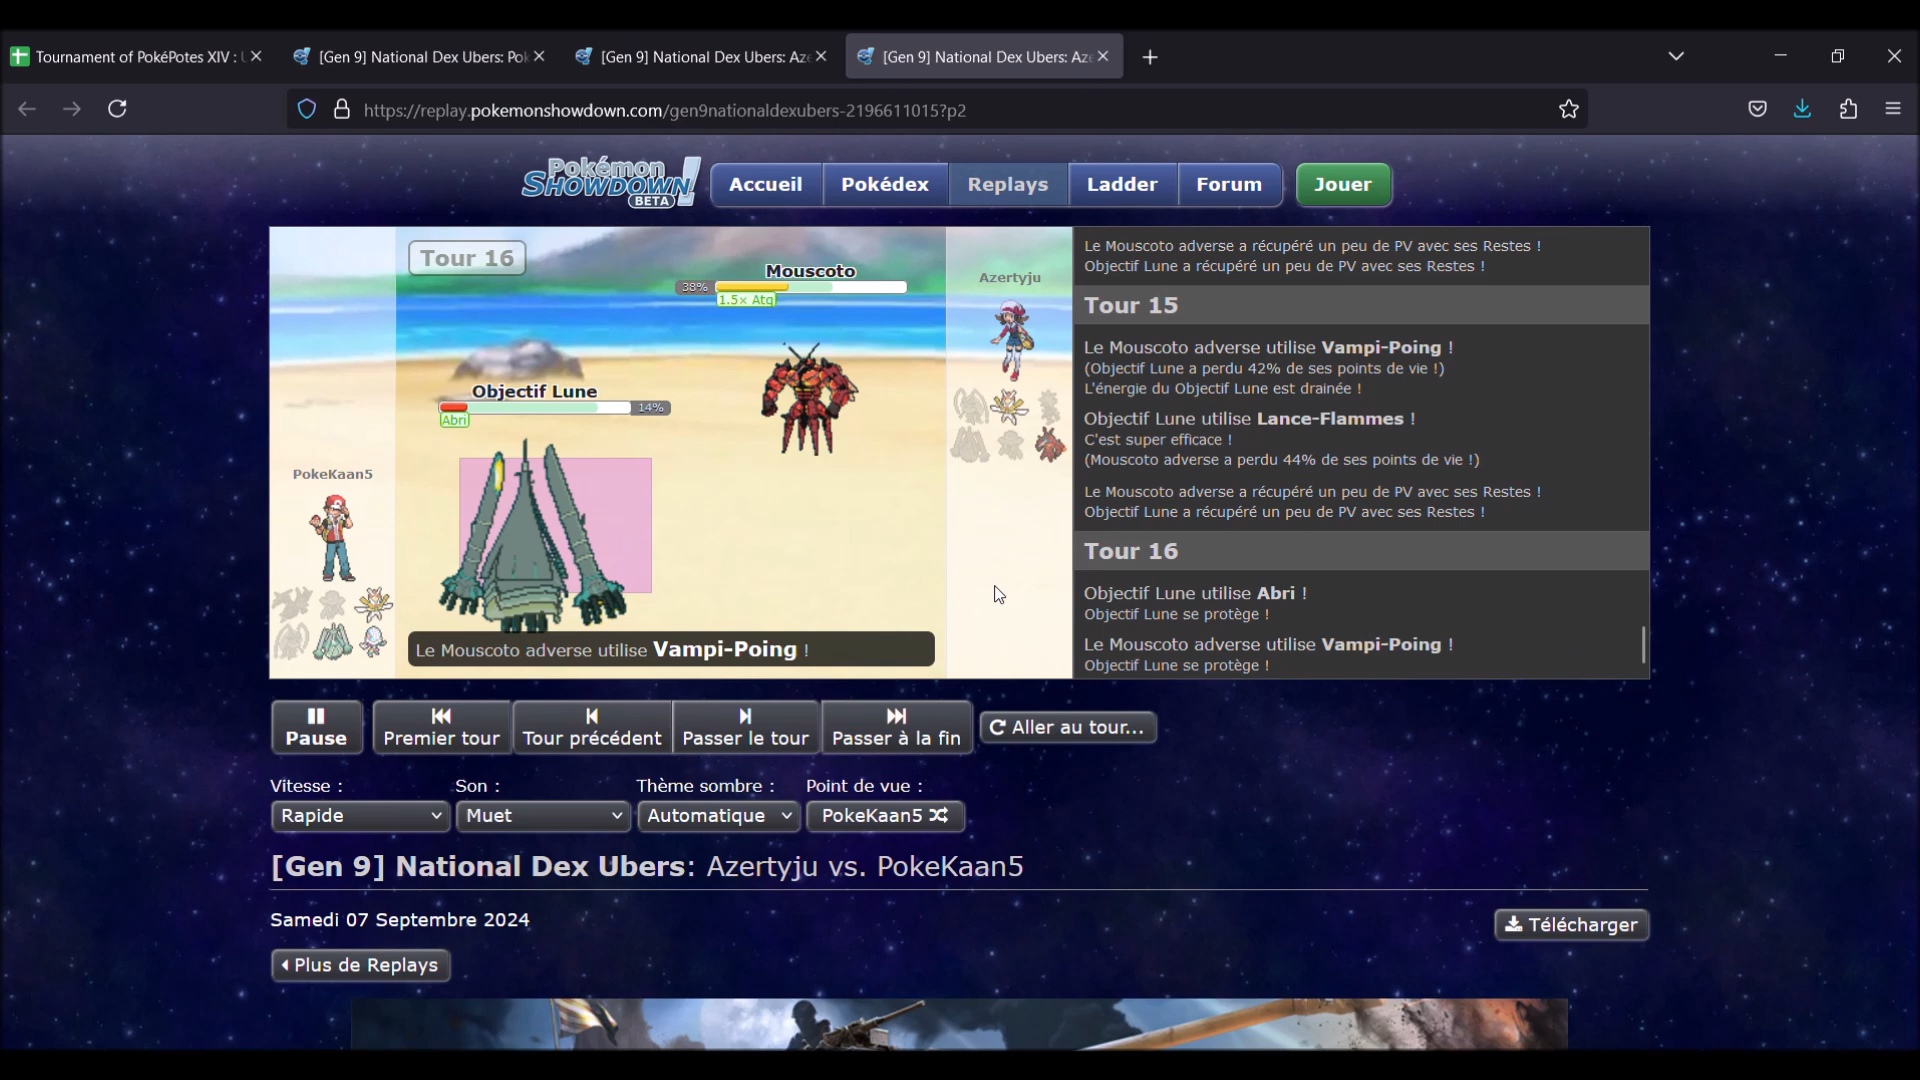 Tournament of PokéPotes XIV : U
[Gen 9] National Dex Ubers: Pok
[Gen 9] National Dex Ubers: Aze
[Gen 9] National Dex Ubers: Aze
https://replay.pokemonshowdown.com/gen9nationaldexubers-2196611015?p2
Pokémon
SHOWDOWN!
BETA
Accueil
Pokédex
Replays
Ladder
Forum
Jouer
Tour 16
Mouscoto
38%
1.5× Atq
Objectif Lune
14%
Abri
PokeKaan5
Azertyju
Le Mouscoto adverse utilise Vampi-Poing !
Le Mouscoto adverse a récupéré un peu de PV avec ses Restes !
Objectif Lune a récupéré un peu de PV avec ses Restes !
Tour 15
Le Mouscoto adverse utilise Vampi-Poing !
(Objectif Lune a perdu 42% de ses points de vie !)
L'énergie du Objectif Lune est drainée !
Objectif Lune utilise Lance-Flammes !
C'est super efficace !
(Mouscoto adverse a perdu 44% de ses points de vie !)
Le Mouscoto adverse a récupéré un peu de PV avec ses Restes !
Objectif Lune a récupéré un peu de PV avec ses Restes !
Tour 16
Objectif Lune utilise Abri !
Objectif Lune se protège !
Le Mouscoto adverse utilise Vampi-Poing !
Objectif Lune se protège !
Pause
Premier tour
Tour précédent
Passer le tour
Passer à la fin
Aller au tour...
Vitesse :
Son :
Thème sombre :
Point de vue :
Rapide
Muet
Automatique
PokeKaan5
[Gen 9] National Dex Ubers: Azertyju vs. PokeKaan5
Samedi 07 Septembre 2024
Télécharger
Plus de Replays